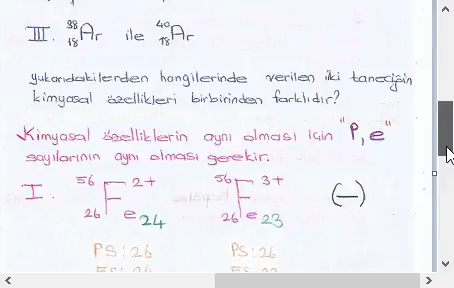 III. ³⁸₁₈Ar ile ⁴⁰₁₈Ar
yukarıdakilerden hangilerinde verilen iki taneciğin
kimyasal özellikleri birbirinden farklıdır?
Kimyasal özelliklerin aynı olması için "P, e"
sayılarının aynı olması gerekir.
I. ⁵⁶₂₆Fe²⁺ 24 ⁵⁶₂₆Fe³⁺ 23 (—)
PS: 26 PS: 26